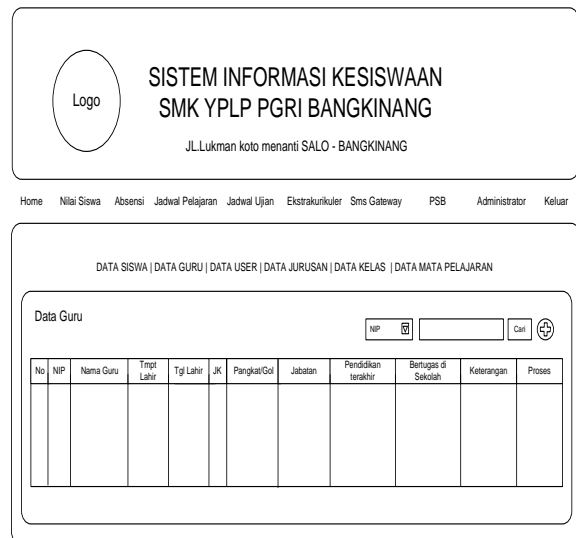 Logo
SISTEM INFORMASI KESISWAAN
SMK YPLP PGRI BANGKINANG
JL.Lukman koto menanti SALO - BANGKINANG
Home Nilai Siswa Absensi Jadwal Pelajaran Jadwal Ujian Ekstrakurikuler Sms Gateway PSB Administrator Keluar
DATA SISWA | DATA GURU | DATA USER | DATA JURUSAN | DATA KELAS | DATA MATA PELAJARAN
Data Guru
NIP Cari
No NIP Nama Guru Tmpt Lahir Tgl Lahir JK Pangkat/Gol Jabatan Pendidikan terakhir Bertugas di Sekolah Keterangan Proses